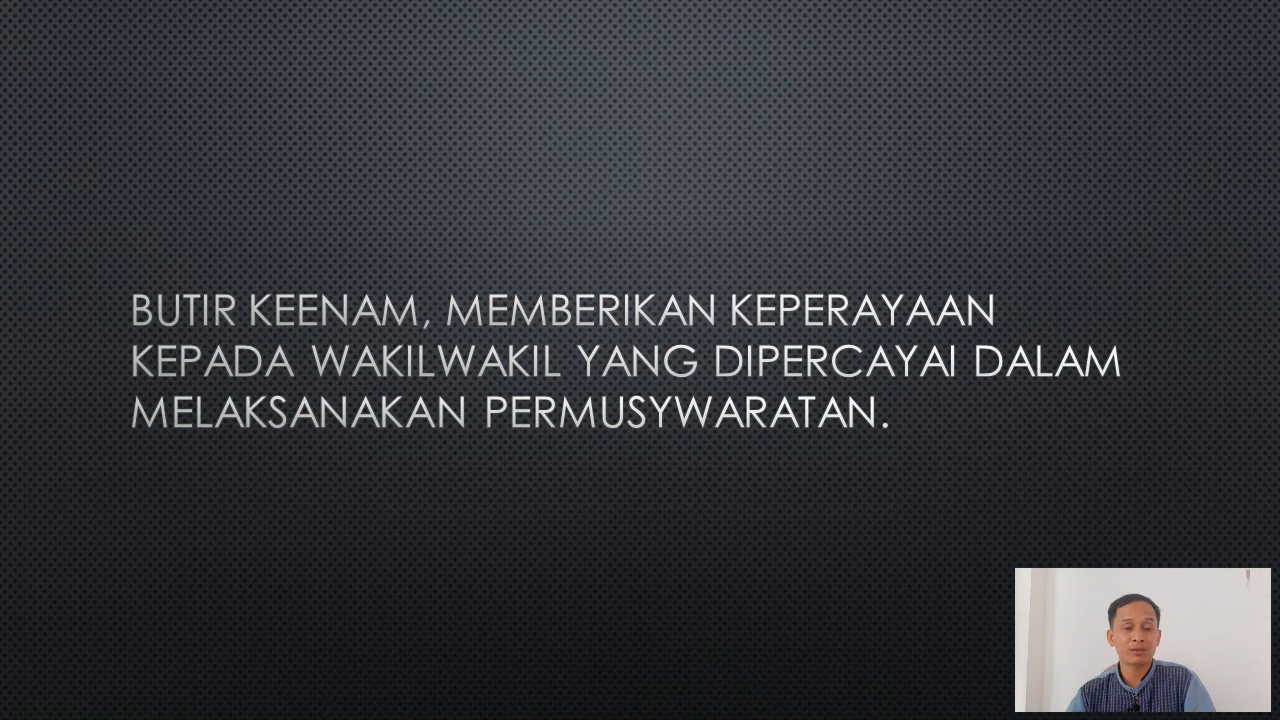 BUTIR KEENAM, MEMBERIKAN KEPERAYAAN
KEPADA WAKILWAKIL YANG DIPERCAYAI DALAM
MELAKSANAKAN PERMUSYWARATAN.